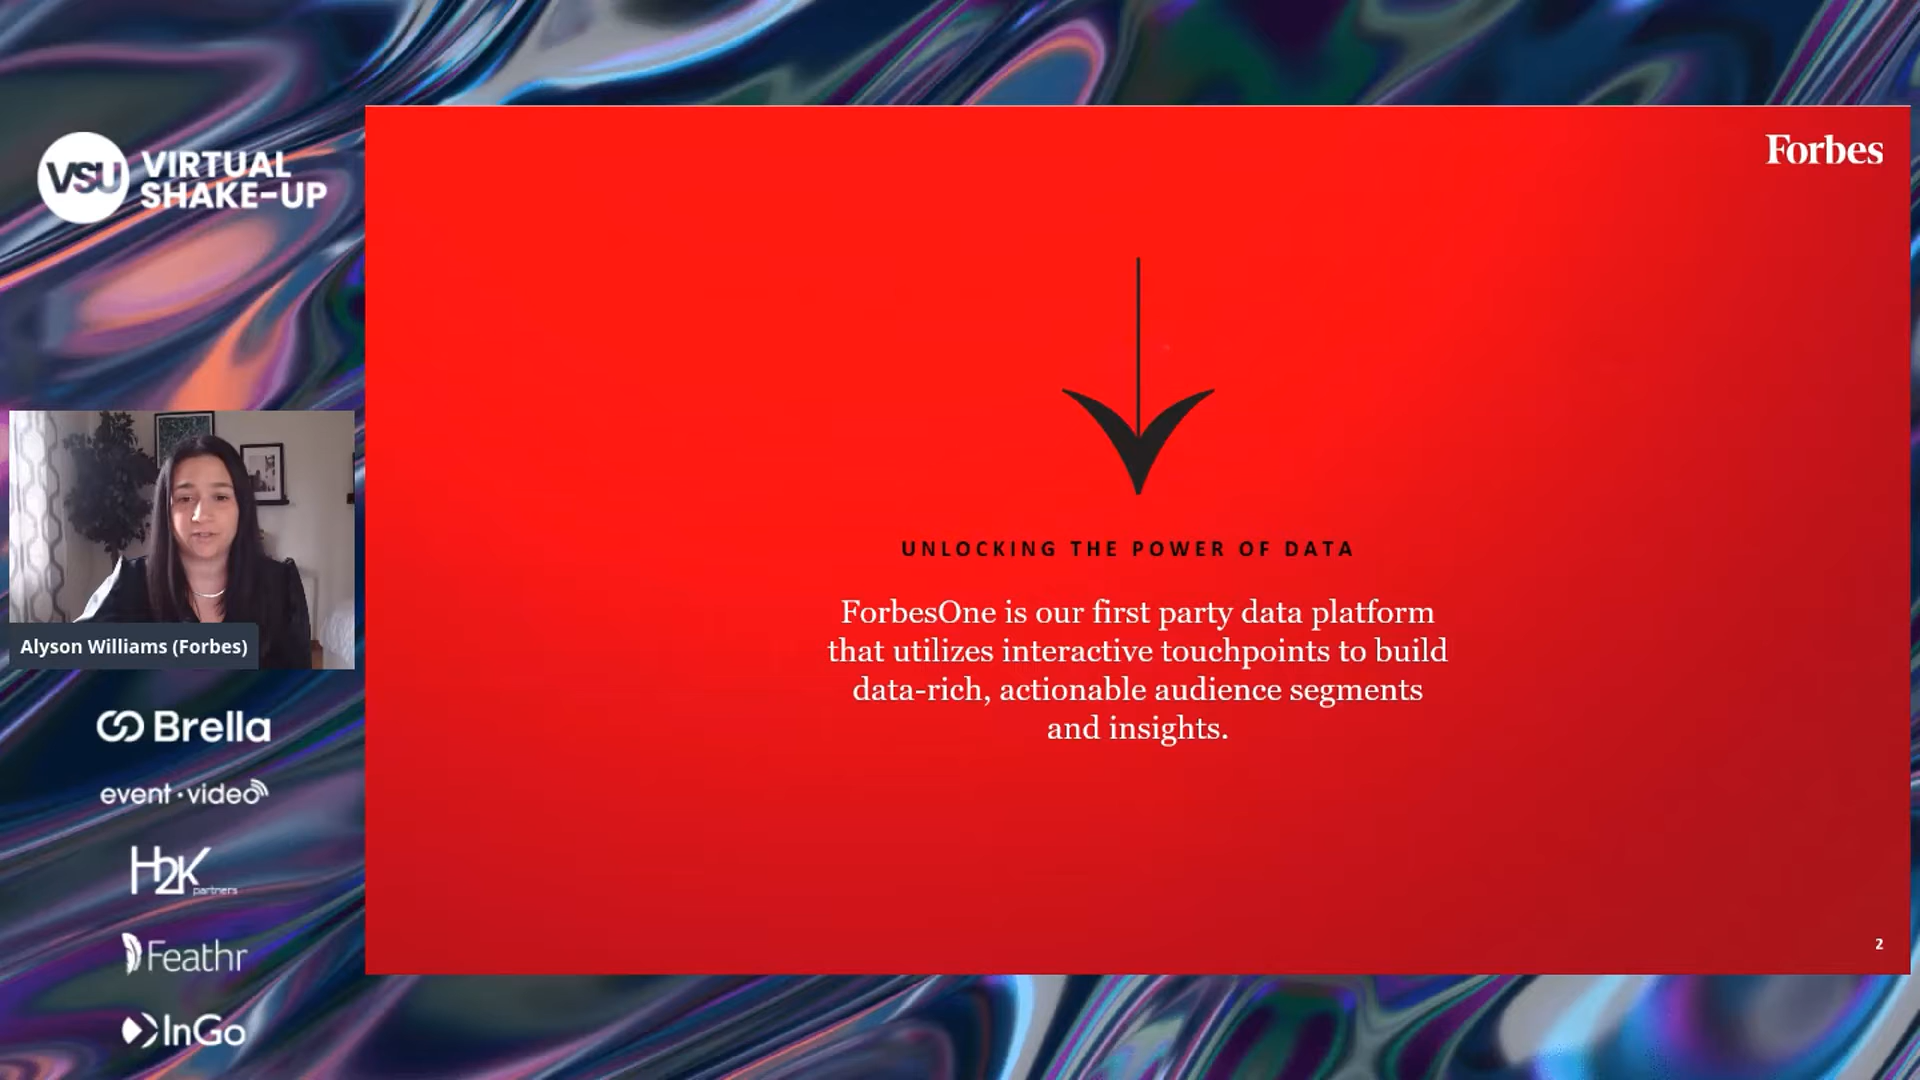 VSU
VIRTUAL
SHAKE-UP
Forbes
UNLOCKING THE POWER OF DATA
ForbesOne is our first party data platform
that utilizes interactive touchpoints to build
data-rich, actionable audience segments
and insights.
Alyson Williams (Forbes)
Brella
event·video
H2K
partners
Feathr
InGo
2